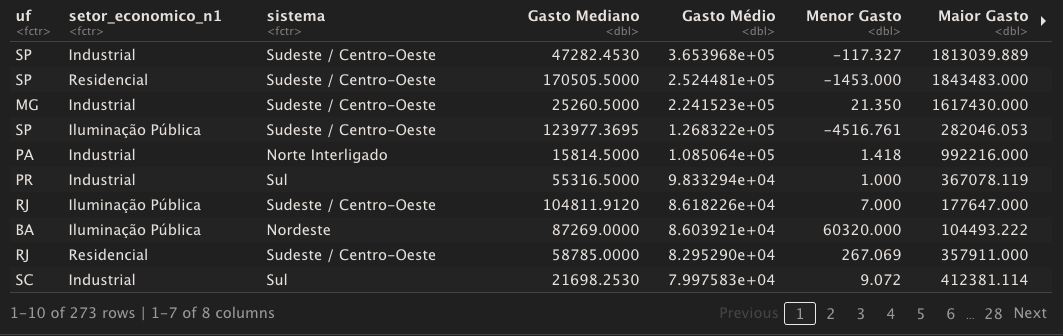 uf setor_economico_n1 sistema Gasto Mediano Gasto Médio Menor Gasto Maior Gasto
<fctr> <fctr> <fctr> <dbl> <dbl> <dbl> <dbl>
SP Industrial Sudeste / Centro-Oeste 47282.4530 3.653968e+05 -117.327 1813039.889
SP Residencial Sudeste / Centro-Oeste 170505.5000 2.524481e+05 -1453.000 1843483.000
MG Industrial Sudeste / Centro-Oeste 25260.5000 2.241523e+05 21.350 1617430.000
SP Iluminação Pública Sudeste / Centro-Oeste 123977.3695 1.268322e+05 -4516.761 282046.053
PA Industrial Norte Interligado 15814.5000 1.085064e+05 1.418 992216.000
PR Industrial Sul 55316.5000 9.833294e+04 1.000 367078.119
RJ Iluminação Pública Sudeste / Centro-Oeste 104811.9120 8.618226e+04 7.000 177647.000
BA Iluminação Pública Nordeste 87269.0000 8.603921e+04 60320.000 104493.222
RJ Residencial Sudeste / Centro-Oeste 58785.0000 8.295290e+04 267.069 357911.000
SC Industrial Sul 21698.2530 7.997583e+04 9.072 412381.114
1-10 of 273 rows | 1-7 of 8 columns Previous 1 2 3 4 5 6 ... 28 Next